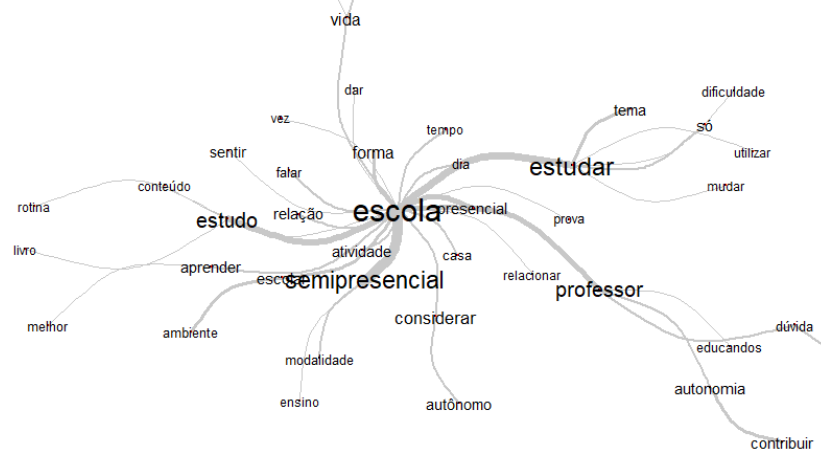 vida
dar
dificuldade
tema
vez
só
tempo
utilizar
sentir
forma
dia
estudar
falar
mudar
conteúdo
rotina
estudo
relação
escola
presencial
prova
livro
atividade
casa
aprender
escolar
semipresencial
relacionar
professor
melhor
ambiente
considerar
dúvida
educandos
modalidade
autonomia
ensino
autônomo
contribuir